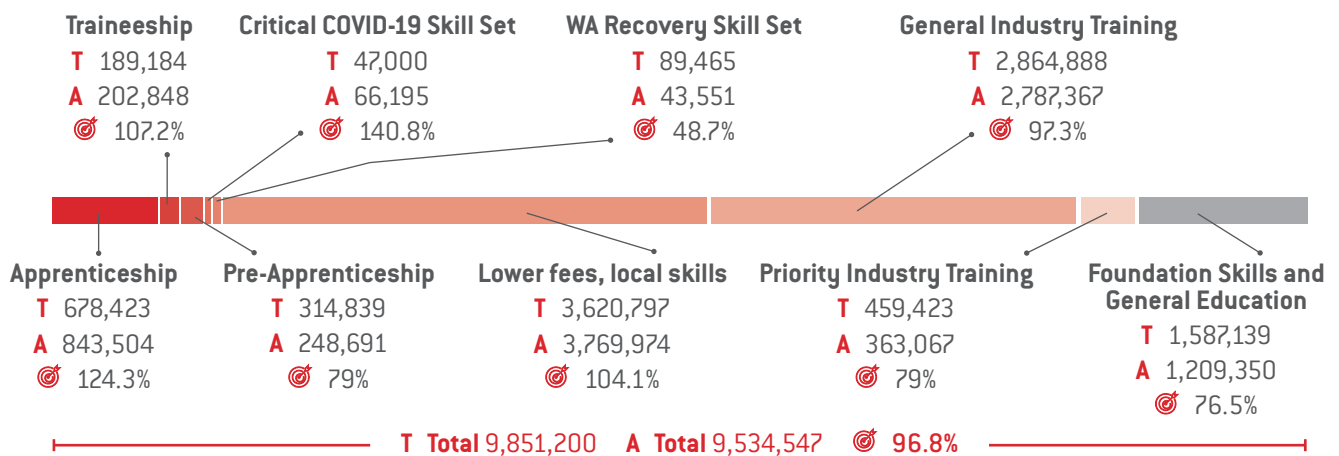 Traineeship
T 189,184
A 202,848
107.2%
Critical COVID-19 Skill Set
T 47,000
A 66,195
140.8%
WA Recovery Skill Set
T 89,465
A 43,551
48.7%
General Industry Training
T 2,864,888
A 2,787,367
97.3%
Apprenticeship
T 678,423
A 843,504
124.3%
Pre-Apprenticeship
T 314,839
A 248,691
79%
Lower fees, local skills
T 3,620,797
A 3,769,974
104.1%
Priority Industry Training
T 459,423
A 363,067
79%
Foundation Skills and
General Education
T 1,587,139
A 1,209,350
76.5%
T Total 9,851,200 A Total 9,534,547 96.8%